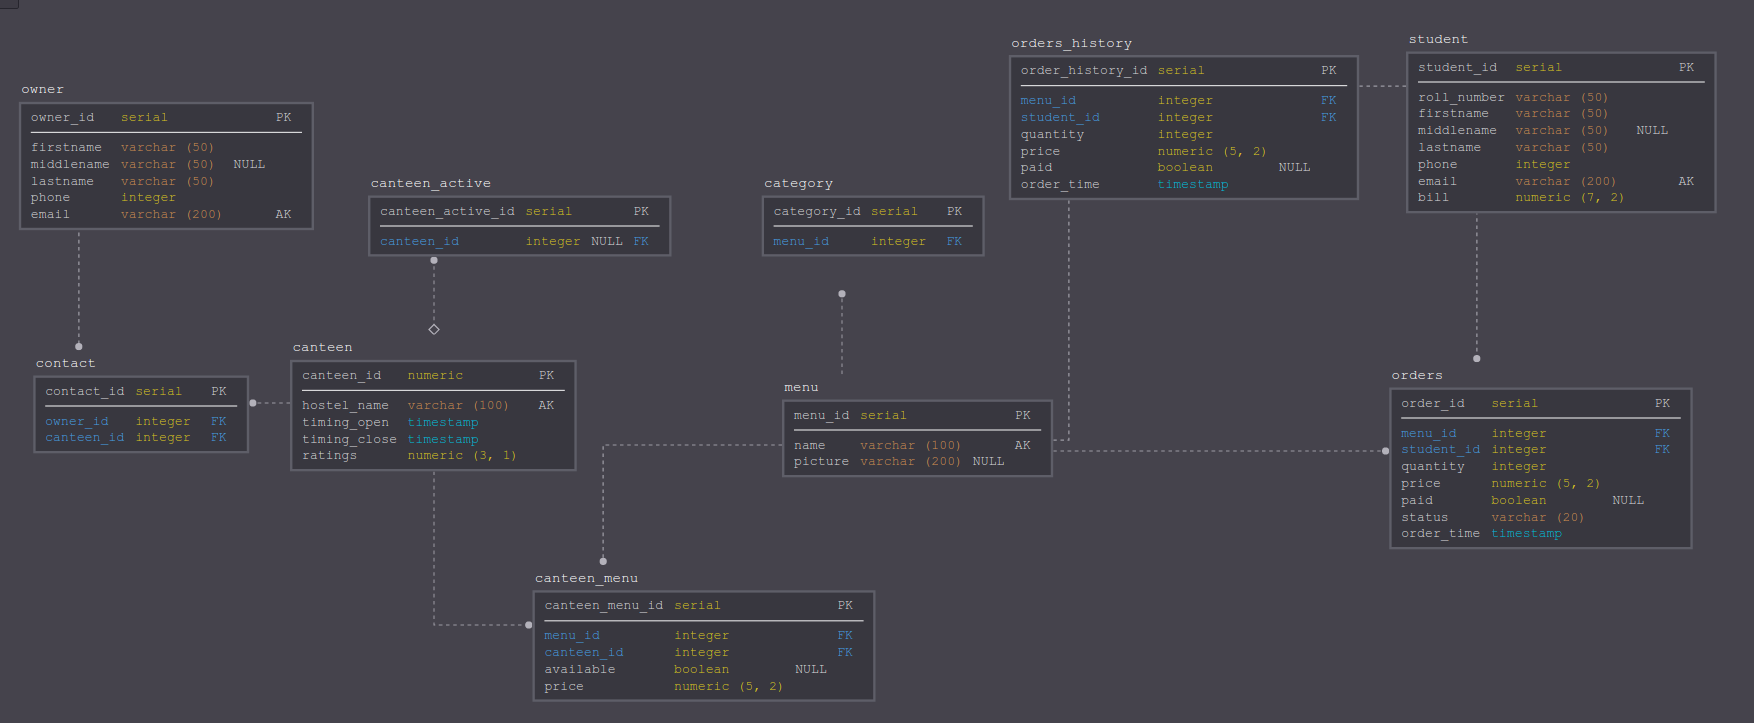 owner
owner_id serial PK
firstname varchar (50)
middlename varchar (50) NULL
lastname varchar (50)
phone integer
email varchar (200) AK
contact
contact_id serial PK
owner_id integer FK
canteen_id integer FK
canteen_active
canteen_active_id serial PK
canteen_id integer NULL FK
canteen
canteen_id numeric PK
hostel_name varchar (100) AK
timing_open timestamp
timing_close timestamp
ratings numeric (3, 1)
category
category_id serial PK
menu_id integer FK
menu
menu_id serial PK
name varchar (100) AK
picture varchar (200) NULL
canteen_menu
canteen_menu_id serial PK
menu_id integer FK
canteen_id integer FK
available boolean NULL
price numeric (5, 2)
orders_history
order_history_id serial PK
menu_id integer FK
student_id integer FK
quantity integer
price numeric (5, 2)
paid boolean NULL
order_time timestamp
student
student_id serial PK
roll_number varchar (50)
firstname varchar (50)
middlename varchar (50) NULL
lastname varchar (50)
phone integer
email varchar (200) AK
bill numeric (7, 2)
orders
order_id serial PK
menu_id integer FK
student_id integer FK
quantity integer
price numeric (5, 2)
paid boolean NULL
status varchar (20)
order_time timestamp